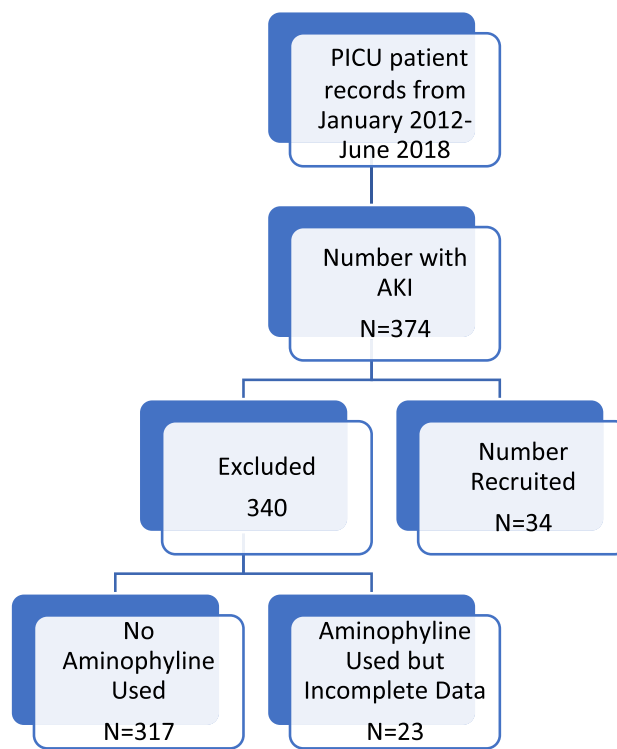 PICU patient
records from
January 2012-
June 2018
Number with
AKI
N=374
Excluded
340
Number
Recruited
N=34
No
Aminophyline
Used
N=317
Aminophyline
Used but
Incomplete Data
N=23